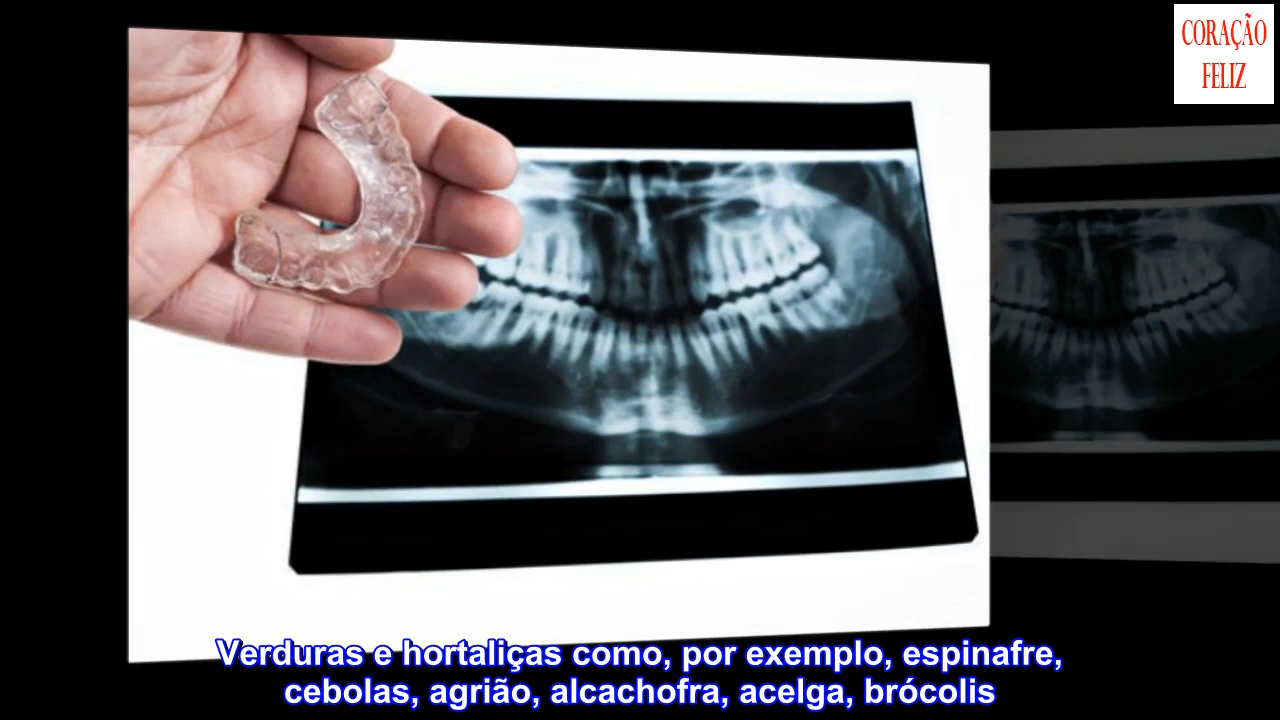 CORAÇÃO
FELIZ
Verduras e hortaliças como, por exemplo, espinafre,
cebolas, agrião, alcachofra, acelga, brócolis